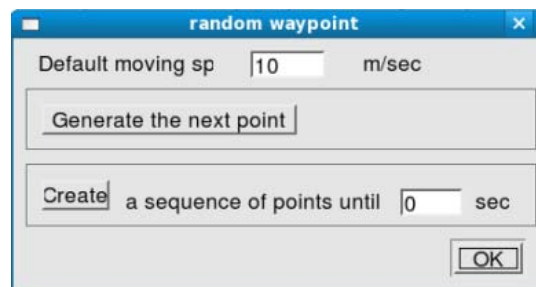 random waypoint
Default moving sp 10 m/sec
Generate the next point
Create a sequence of points until 0 sec
OK